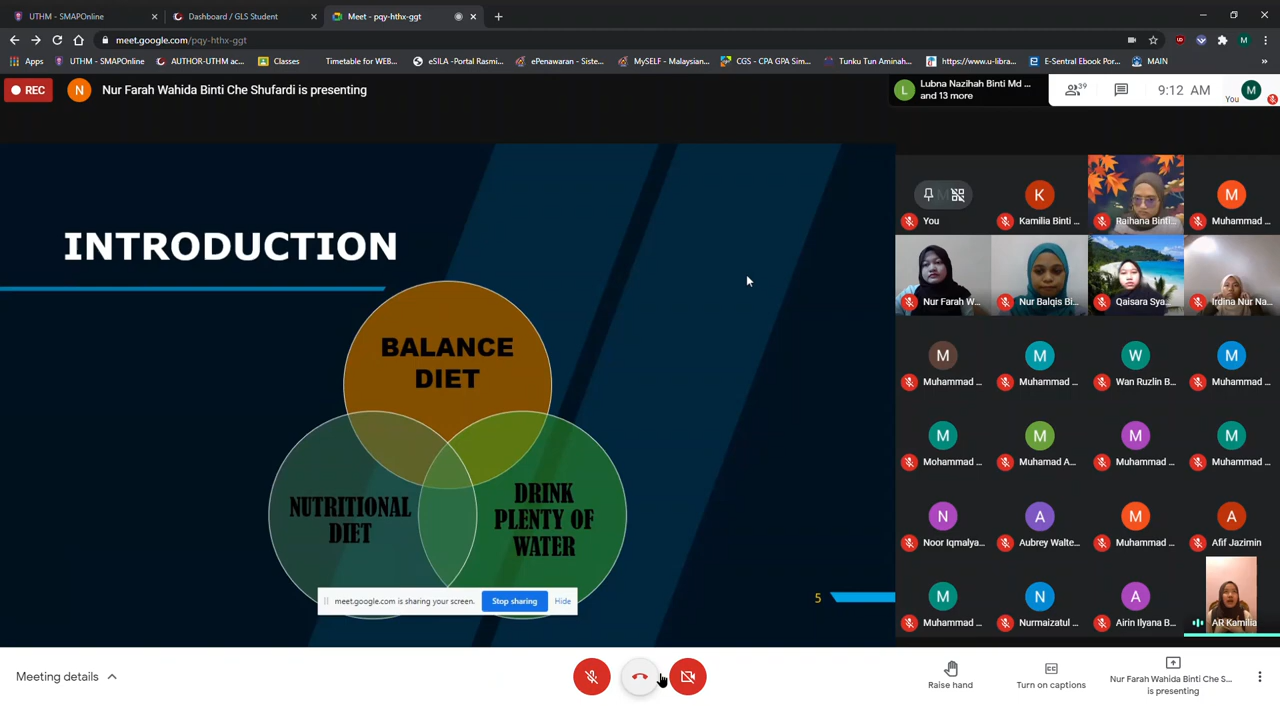 UTHM - SMAPOnline
Dashboard / GLS Student
Meet - pqy-hthx-ggt
meet.google.com/pqy-hthx-ggt
Apps
UTHM - SMAPOnline
AUTHOR-UTHM ac...
Classes
Timetable for WEB...
eSILA -Portal Rasmi...
ePenawaran - Siste...
MySELF - Malaysian...
CGS - CPA GPA Sim...
Tunku Tun Aminah...
https://www.u-libra...
E-Sentral Ebook Por...
MAIN
REC
N
Nur Farah Wahida Binti Che Shufardi is presenting
L
Lubna Nazihah Binti Md ...
and 13 more
39
9:12 AM
You
M
INTRODUCTION
BALANCE
DIET
NUTRITIONAL
DIET
DRINK
PLENTY OF
WATER
5
meet.google.com is sharing your screen.
Stop sharing
Hide
You
K
Kamilia Binti ...
Raihana Binti...
M
Muhammad ...
Nur Farah W...
Nur Balqis Bi...
Qaisara Sya...
Irdina Nur Na...
M
Muhammad ...
M
Muhammad ...
W
Wan Ruzlin B...
M
Muhammad ...
M
Mohammad ...
M
Muhamad A...
M
Muhammad ...
M
Muhammad ...
N
Noor Iqmalya...
A
Aubrey Walte...
M
Muhammad ...
A
Afif Jazimin
M
Muhammad ...
N
Nurmaizatul ...
A
Airin Ilyana B...
AR Kamilia
Meeting details
Raise hand
Turn on captions
Nur Farah Wahida Binti Che S...
is presenting